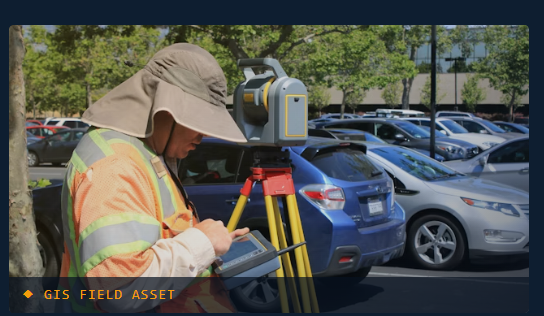 ◆ GIS FIELD ASSET